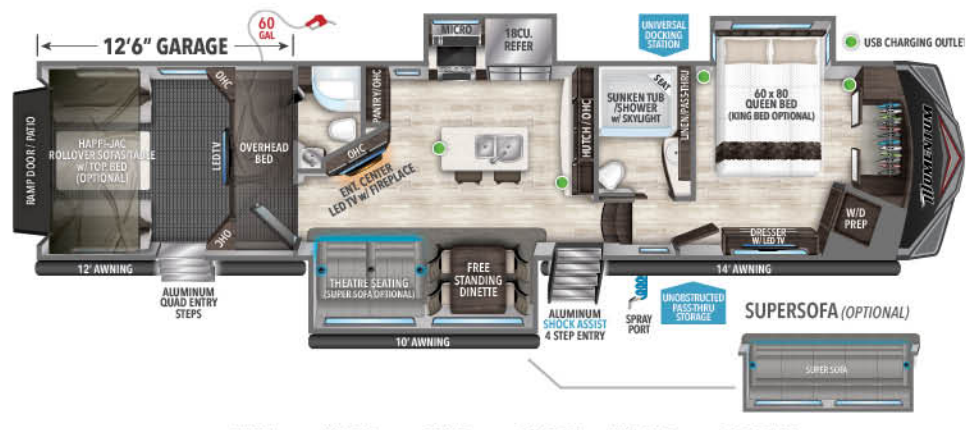 60
GAL
12'6" GARAGE
MICRO
18CU.
REFER
UNIVERSAL
DOCKING
STATION
USB CHARGING OUTLET
OHC
PANTRY/OHC
SEAT
SUNKEN TUB
/SHOWER
w/ SKYLIGHT
LINEN/PASS-THRU
60 x 80
QUEEN BED
(KING BED OPTIONAL)
RAMP DOOR / PATIO
HAPPI-JAC
ROLLOVER SOFAS/TABLE
w/ TOP BED
(OPTIONAL)
LED TV
OVERHEAD
BED
OHC
ENT. CENTER
LED TV w/ FIREPLACE
HUTCH / OHC
MOMENTUM
OHC
W/D
PREP
DRESSER
w/ LED TV
12' AWNING
THEATRE SEATING
(SUPER SOFA OPTIONAL)
FREE
STANDING
DINETTE
14' AWNING
ALUMINUM
QUAD ENTRY
STEPS
ALUMINUM
SHOCK ASSIST
4 STEP ENTRY
SPRAY
PORT
UNOBSTRUCTED
PASS-THRU
STORAGE
10' AWNING
SUPERSOFA (OPTIONAL)
SUPER SOFA